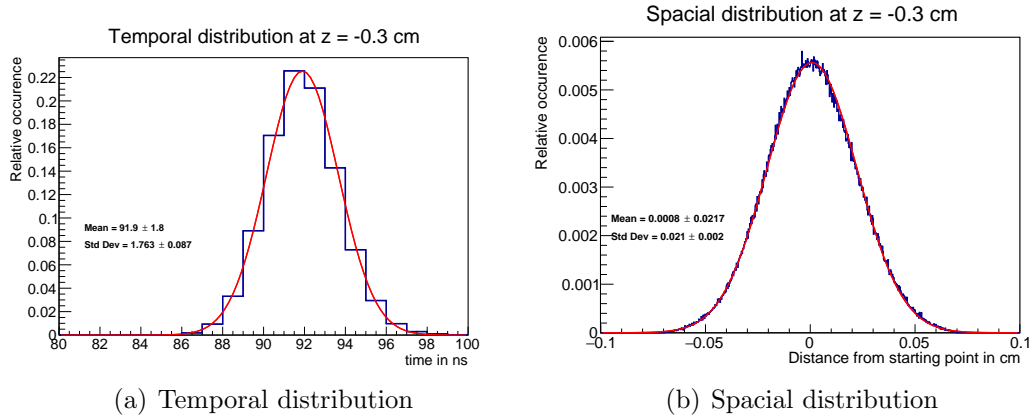 Temporal distribution at z = -0.3 cm
Relative occurence
0.22
0.2
0.18
0.16
0.14
0.12
0.1
0.08
0.06
0.04
0.02
0
Mean = 91.9 ± 1.8
Std Dev = 1.763 ± 0.087
80 82 84 86 88 90 92 94 96 98 100
time in ns
(a) Temporal distribution
Spacial distribution at z = -0.3 cm
Relative occurence
0.006
0.005
0.004
0.003
0.002
0.001
0
Mean = 0.0008 ± 0.0217
Std Dev = 0.021 ± 0.002
−0.1 −0.05 0 0.05 0.1
Distance from starting point in cm
(b) Spacial distribution